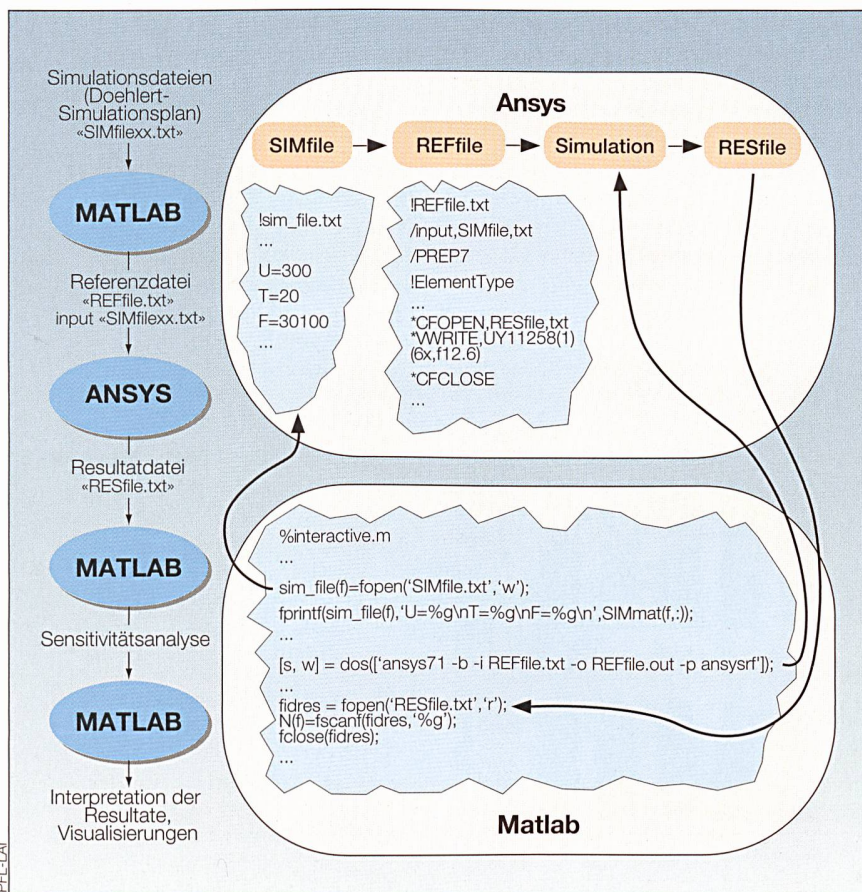 Simulationsdateien
(Doehlert-
Simulationsplan)
«SIMfilexx.txt»
MATLAB
Referenzdatei
«REFfile.txt»
input «SIMfilexx.txt»
ANSYS
Resultatdatei
«RESfile.txt»
MATLAB
Sensitivitätsanalyse
MATLAB
Interpretation der
Resultate,
Visualisierungen
Ansys
SIMfile
REFfile
Simulation
RESfile
!sim_file.txt
...
U=300
T=20
F=30100
...
!REFfile.txt
/input,SIMfile,txt
/PREP7
!ElementType
...
*CFOPEN,RESfile,txt
*VWRITE,UY11258(1)
(6x,f12.6)
*CFCLOSE
...
%interactive.m
...
sim_file(f)=fopen('SIMfile.txt','w');
fprintf(sim_file(f),'U=%g\nT=%g\nF=%g\n',SIMmat(f,:));
...
[s, w] = dos(['ansys71 -b -i REFfile.txt -o REFfile.out -p ansysrf']);
...
fidres = fopen('RESfile.txt','r');
N(f)=fscanf(fidres,'%g');
fclose(fidres);
...
Matlab